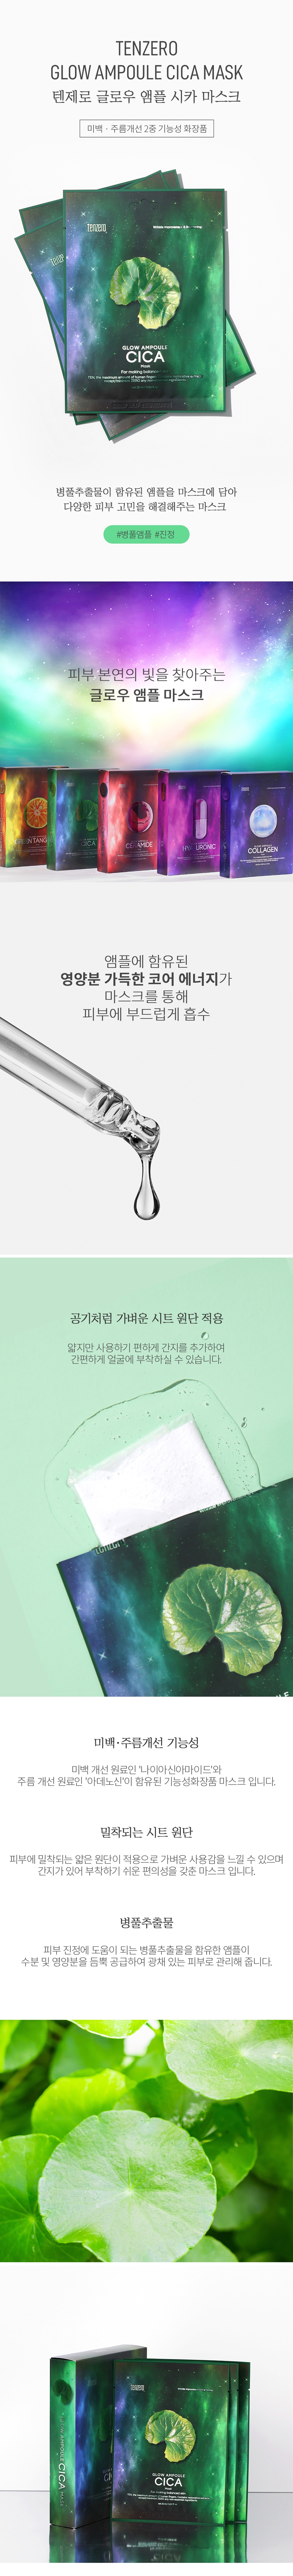 TENZERO
GLOW AMPOULE CICA MASK
텐제로 글로우 앰플 시카 마스크
미백 · 주름개선 2중 기능성 화장품
tenzero
GLOW AMPOULE
CICA
Mask
병풀추출물이 함유된 앰플을 마스크에 담아
다양한 피부 고민을 해결해주는 마스크
#병풀앰플 #진정
피부 본연의 빛을 찾아주는
글로우 앰플 마스크
CICA
CERAMIDE
COLLAGEN
앰플에 함유된
영양분 가득한 코어 에너지가
마스크를 통해
피부에 부드럽게 흡수
공기처럼 가벼운 시트 원단 적용
얇지만 사용하기 편하게 간지를 추가하여
간편하게 얼굴에 부착하실 수 있습니다.
미백·주름개선 기능성
미백 개선 원료인 '나이아신아마이드'와
주름 개선 원료인 '아데노신'이 함유된 기능성화장품 마스크 입니다.
밀착되는 시트 원단
피부에 밀착되는 얇은 원단이 적용으로 가벼운 사용감을 느낄 수 있으며
간지가 있어 부착하기 쉬운 편의성을 갖춘 마스크 입니다.
병풀추출물
피부 진정에 도움이 되는 병풀추출물을 함유한 앰플이
수분 및 영양분을 듬뿍 공급하여 광채 있는 피부로 관리해 줍니다.
GLOW AMPOULE CICA MASK
tenzero
GLOW AMPOULE
CICA
Mask